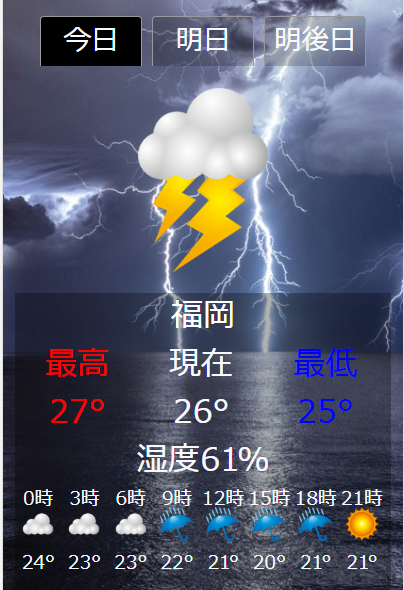 今日 明日 明後日
福岡
最高 現在 最低
27° 26° 25°
湿度61%
0時 3時 6時 9時 12時 15時 18時 21時
24° 23° 23° 22° 21° 20° 21° 21°